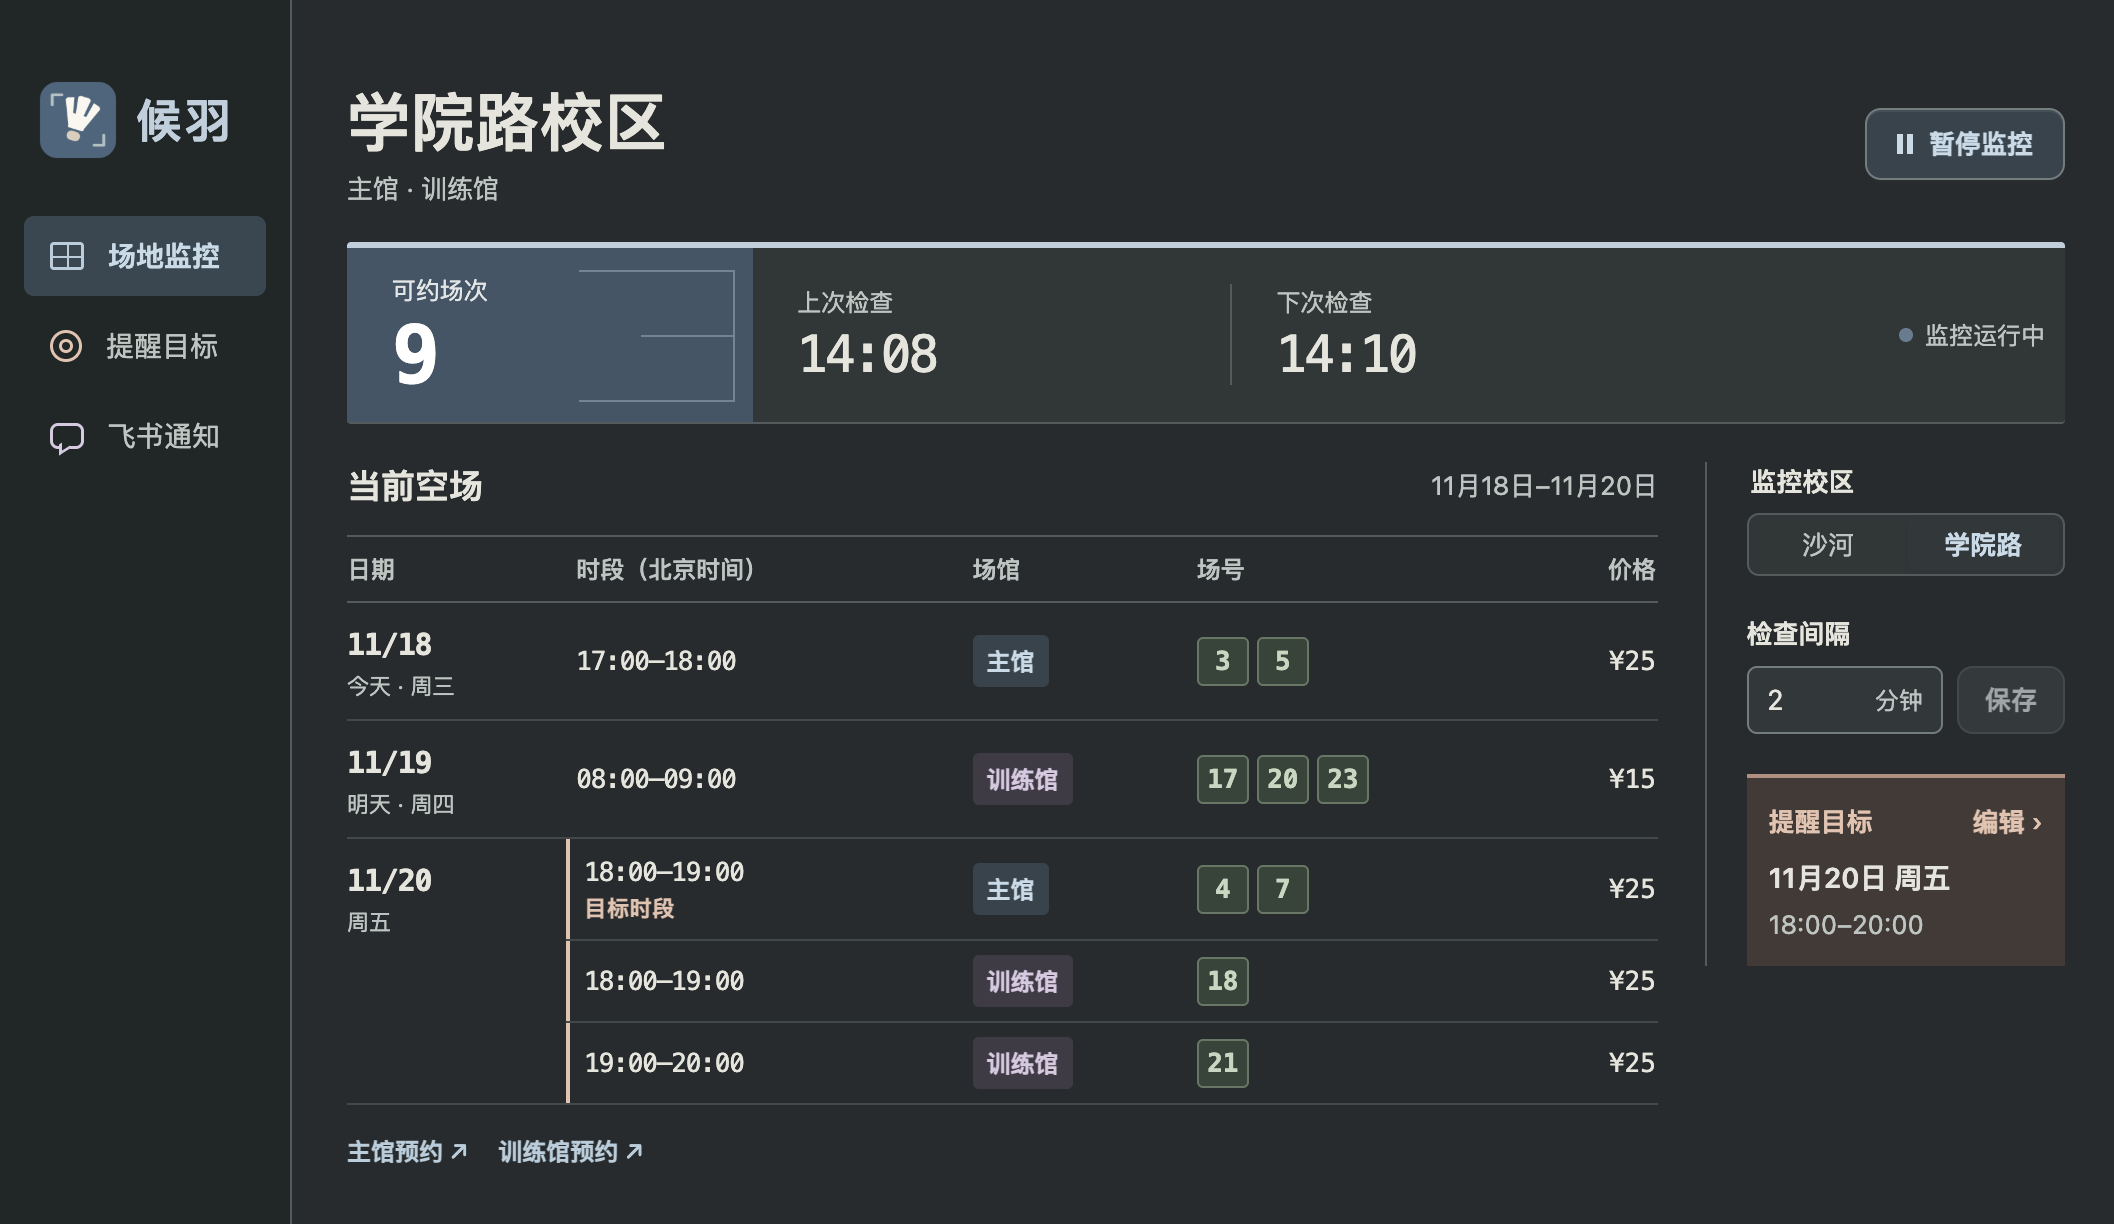 候羽
场地监控
提醒目标
飞书通知
学院路校区
主馆 · 训练馆
暂停监控
可约场次
9
上次检查
14:08
下次检查
14:10
监控运行中
当前空场
11月18日–11月20日
日期 时段（北京时间） 场馆 场号 价格
11/18
今天 · 周三
17:00–18:00 主馆 3 5 ¥25
11/19
明天 · 周四
08:00–09:00 训练馆 17 20 23 ¥15
11/20
周五
18:00–19:00
目标时段
主馆 4 7 ¥25
18:00–19:00 训练馆 18 ¥25
19:00–20:00 训练馆 21 ¥25
主馆预约 ↗ 训练馆预约 ↗
监控校区
沙河 学院路
检查间隔
2 分钟 保存
提醒目标 编辑 ›
11月20日 周五
18:00–20:00